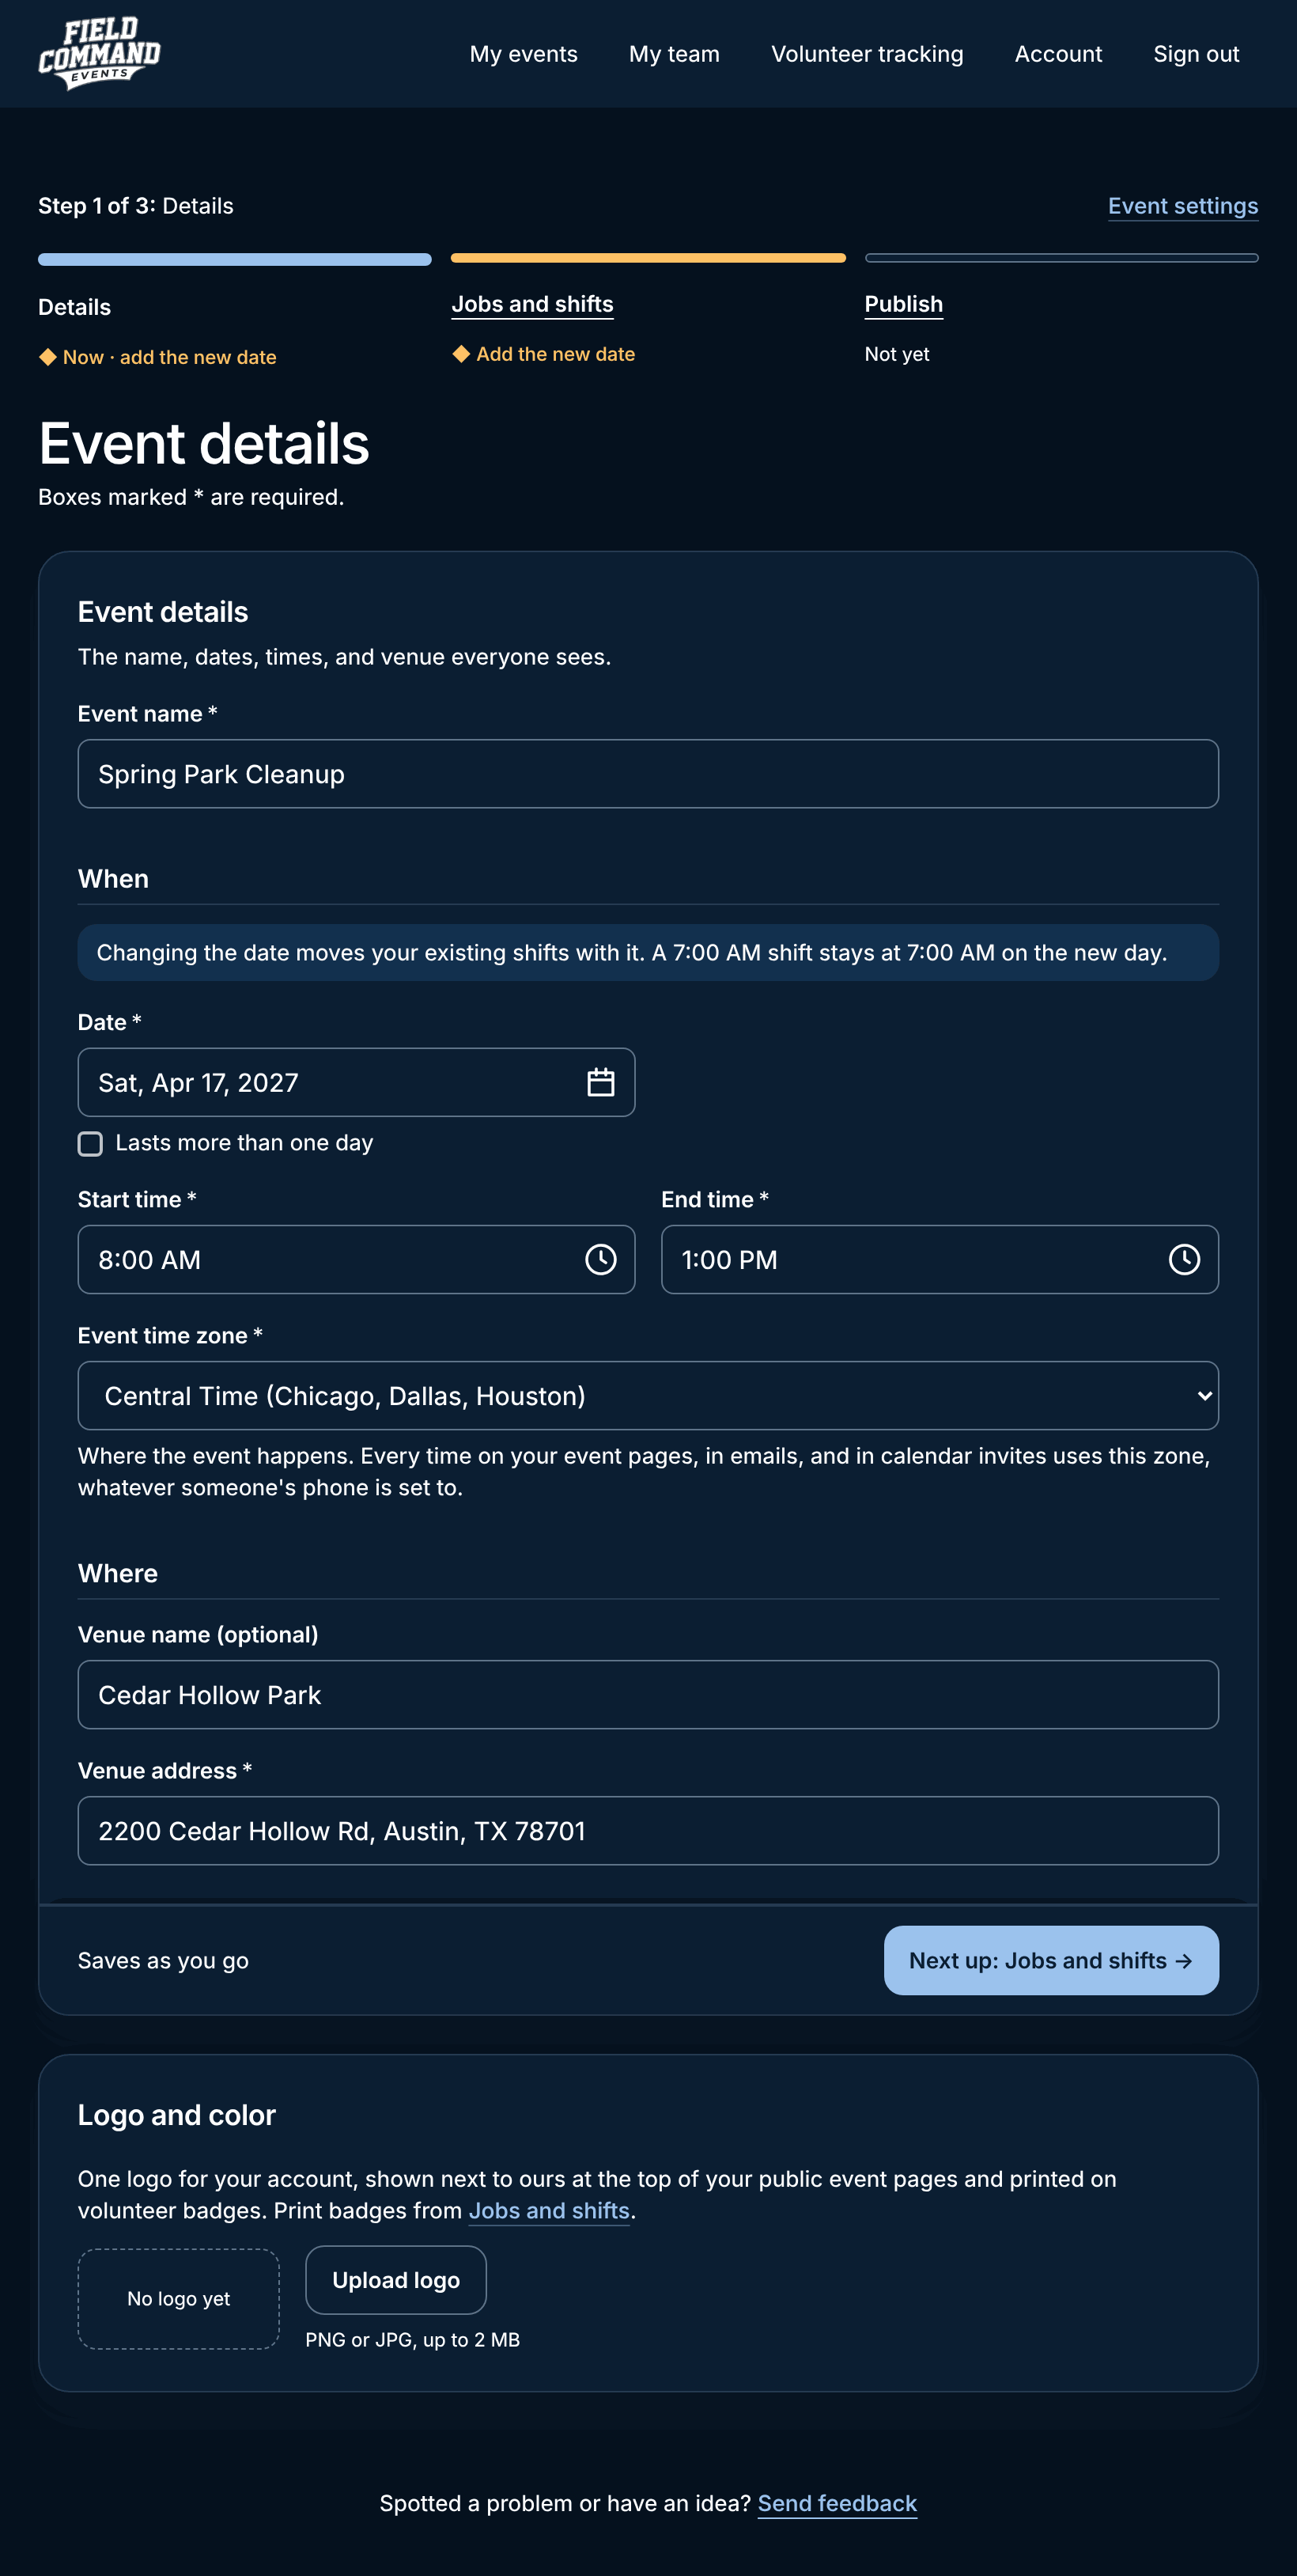 FIELD
COMMAND
EVENTS
My events
My team
Volunteer tracking
Account
Sign out
Step 1 of 3: Details
Event settings
Details
◆ Now · add the new date
Jobs and shifts
◆ Add the new date
Publish
Not yet
Event details
Boxes marked * are required.
Event details
The name, dates, times, and venue everyone sees.
Event name *
Spring Park Cleanup
When
Changing the date moves your existing shifts with it. A 7:00 AM shift stays at 7:00 AM on the new day.
Date *
Sat, Apr 17, 2027
Lasts more than one day
Start time *
8:00 AM
End time *
1:00 PM
Event time zone *
Central Time (Chicago, Dallas, Houston)
Where the event happens. Every time on your event pages, in emails, and in calendar invites uses this zone,
whatever someone's phone is set to.
Where
Venue name (optional)
Cedar Hollow Park
Venue address *
2200 Cedar Hollow Rd, Austin, TX 78701
Saves as you go
Next up: Jobs and shifts →
Logo and color
One logo for your account, shown next to ours at the top of your public event pages and printed on
volunteer badges. Print badges from Jobs and shifts.
No logo yet
Upload logo
PNG or JPG, up to 2 MB
Spotted a problem or have an idea? Send feedback